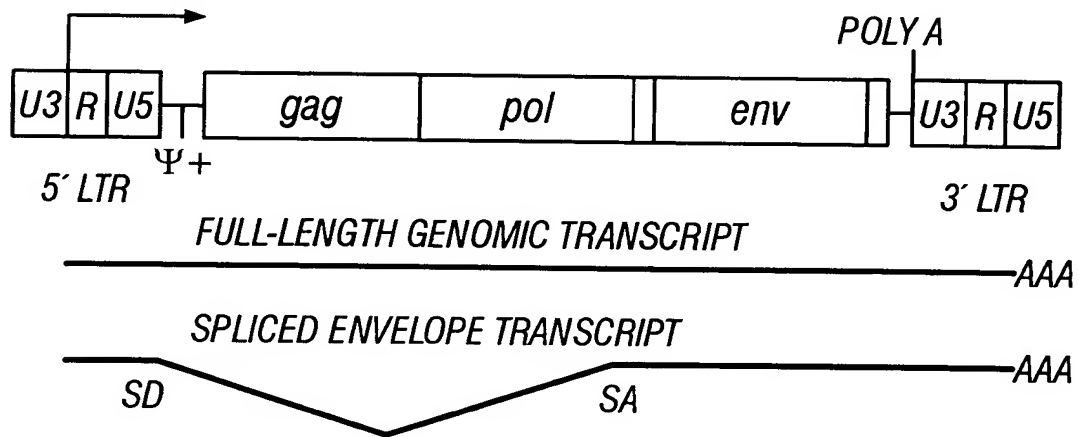 POLY A
U3 R U5 gag pol env U3 R U5
Ψ+
5´ LTR 3´ LTR
FULL-LENGTH GENOMIC TRANSCRIPT
AAA
SPLICED ENVELOPE TRANSCRIPT
AAA
SD SA